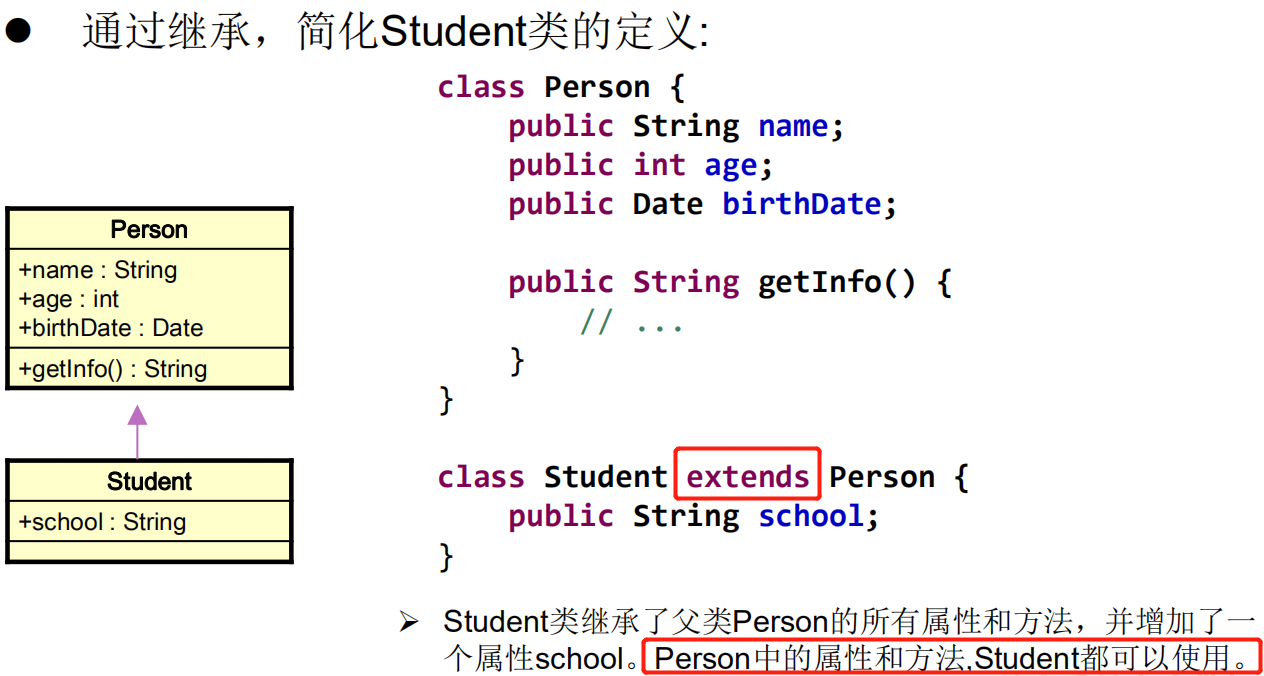 ● 通过继承，简化Student类的定义:
class Person {
public String name;
public int age;
public Date birthDate;
public String getInfo() {
// ...
}
}
class Student extends Person {
public String school;
}
Person
+name : String
+age : int
+birthDate : Date
+getInfo() : String
Student
+school : String
➢ Student类继承了父类Person的所有属性和方法，并增加了一
个属性school。Person中的属性和方法,Student都可以使用。